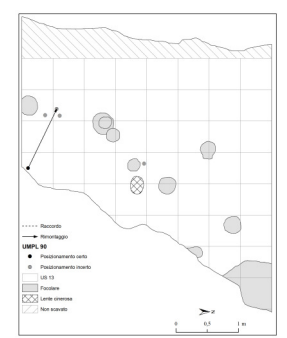 Raccordo
Rimontaggio
UMPL 90
Posizionamento certo
Posizionamento incerto
US 13
Focolare
Lente cinerosa
Non scavato
N
0 0,5 1 m